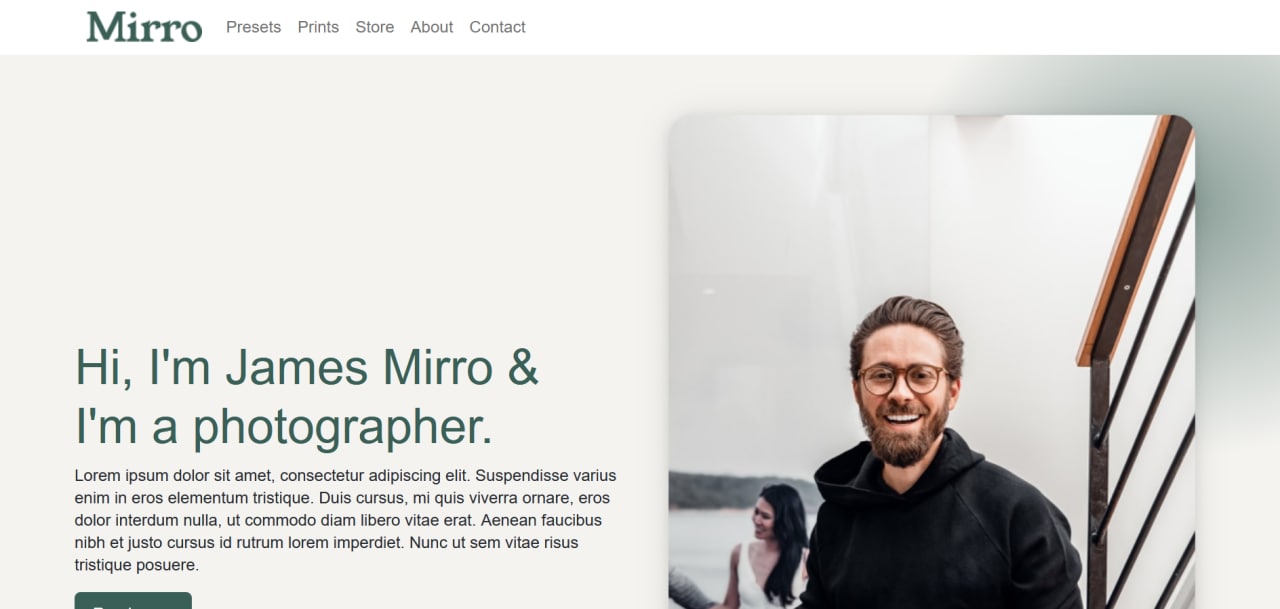 Mirro Presets Prints Store About Contact
Hi, I'm James Mirro &
I'm a photographer.
Lorem ipsum dolor sit amet, consectetur adipiscing elit. Suspendisse varius
enim in eros elementum tristique. Duis cursus, mi quis viverra ornare, eros
dolor interdum nulla, ut commodo diam libero vitae erat. Aenean faucibus
nibh et justo cursus id rutrum lorem imperdiet. Nunc ut sem vitae risus
tristique posuere.